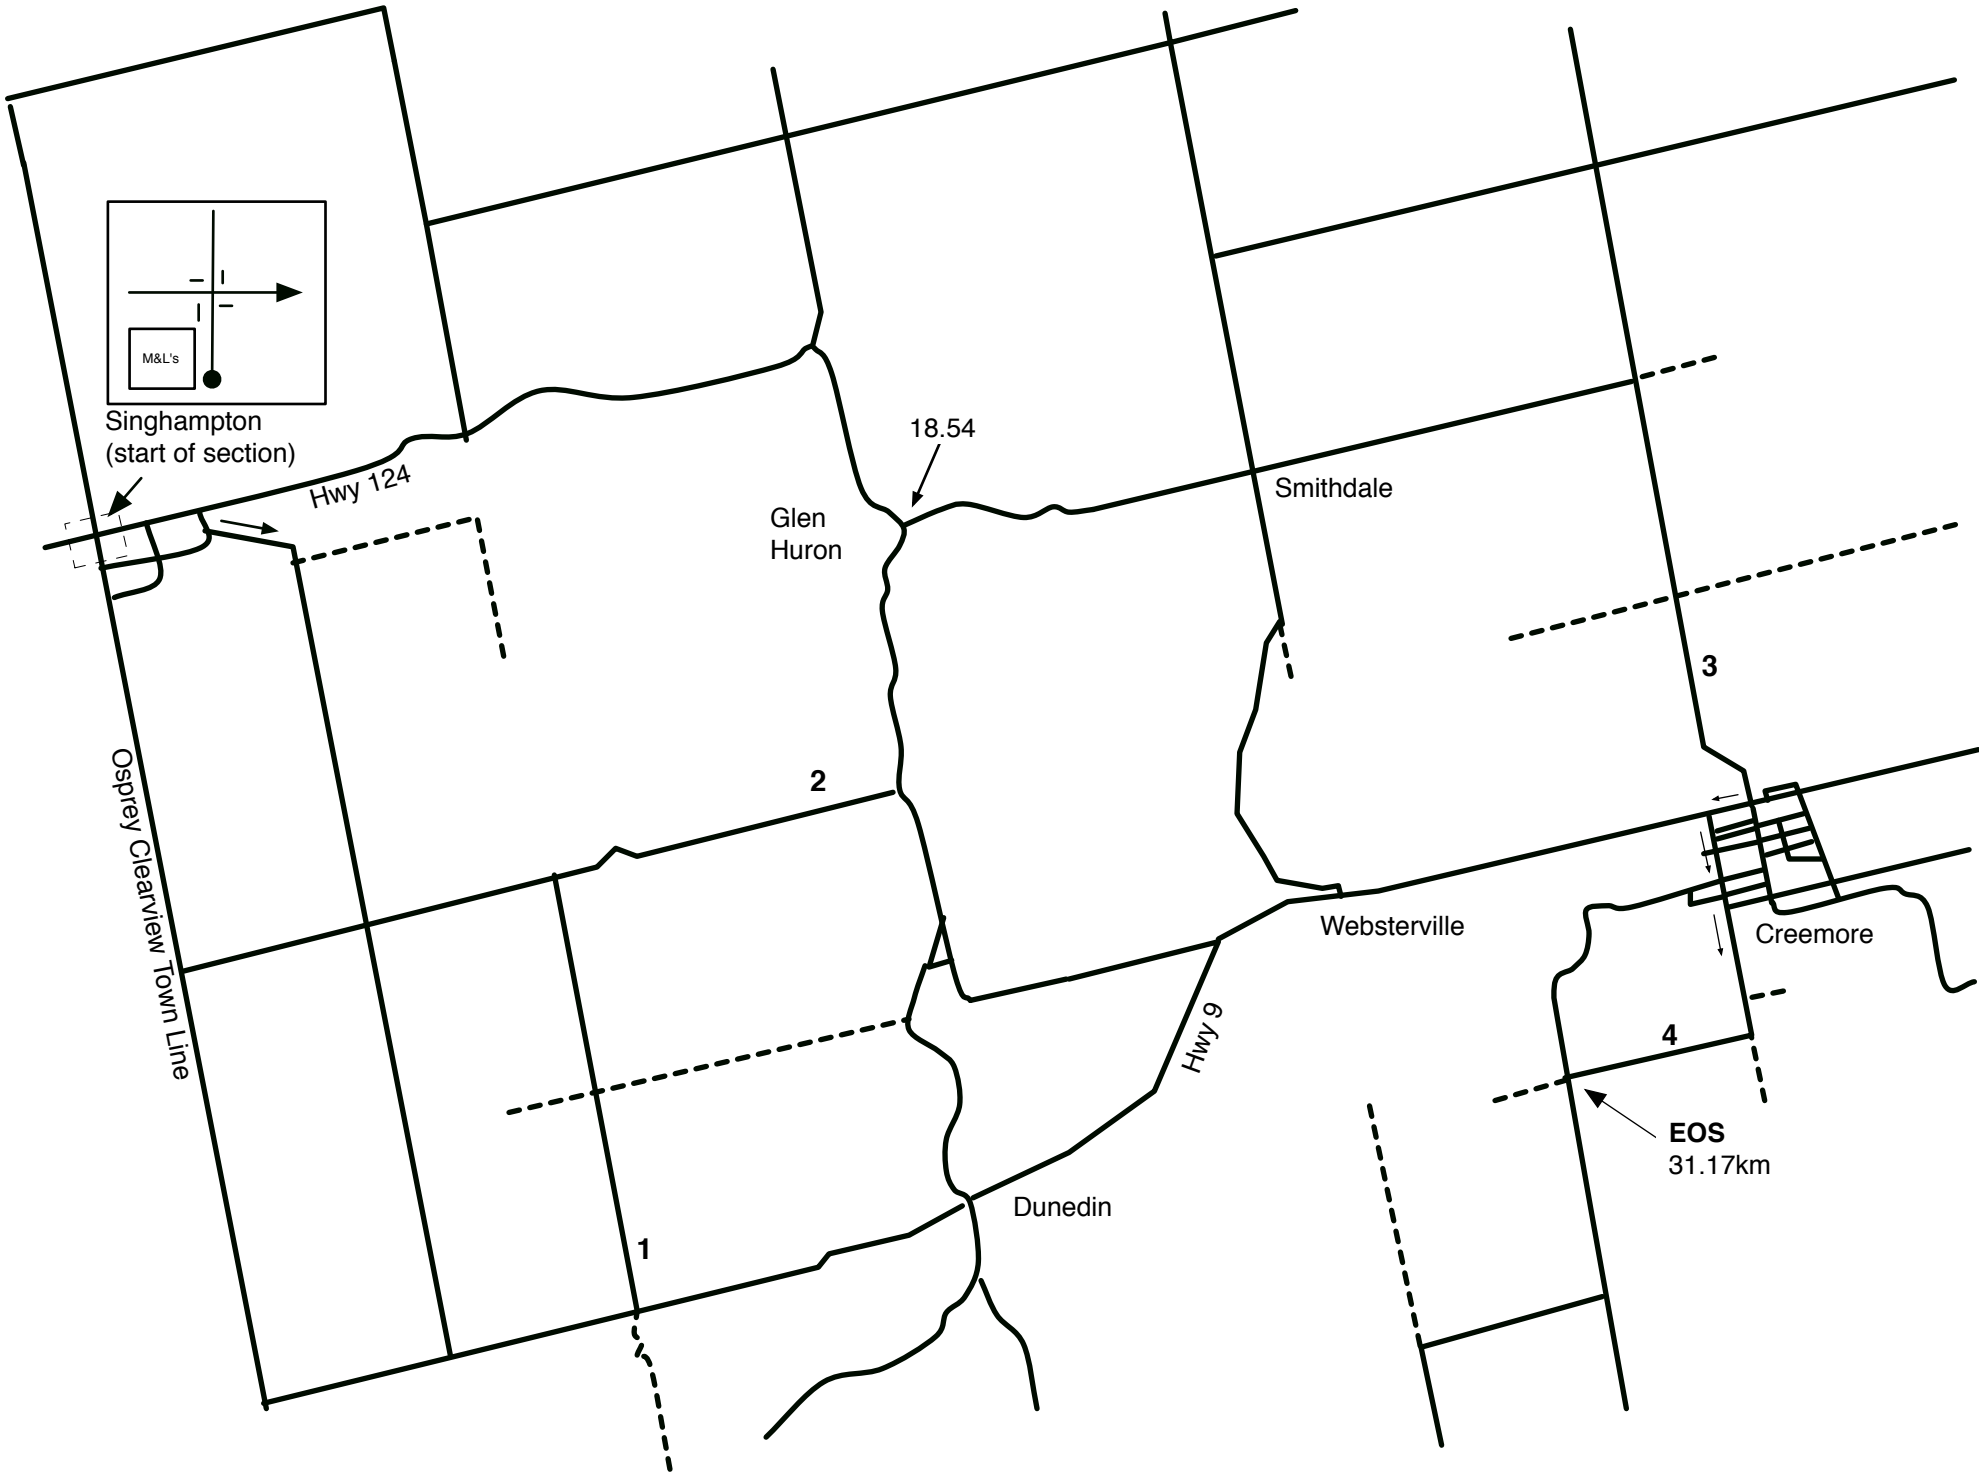 M&L's
Singhampton
(start of section)
Hwy 124
18.54
Glen
Huron
Smithdale
3
2
Osprey Clearview Town Line
Websterville
Creemore
Hwy 9
4
EOS
31.17km
Dunedin
1